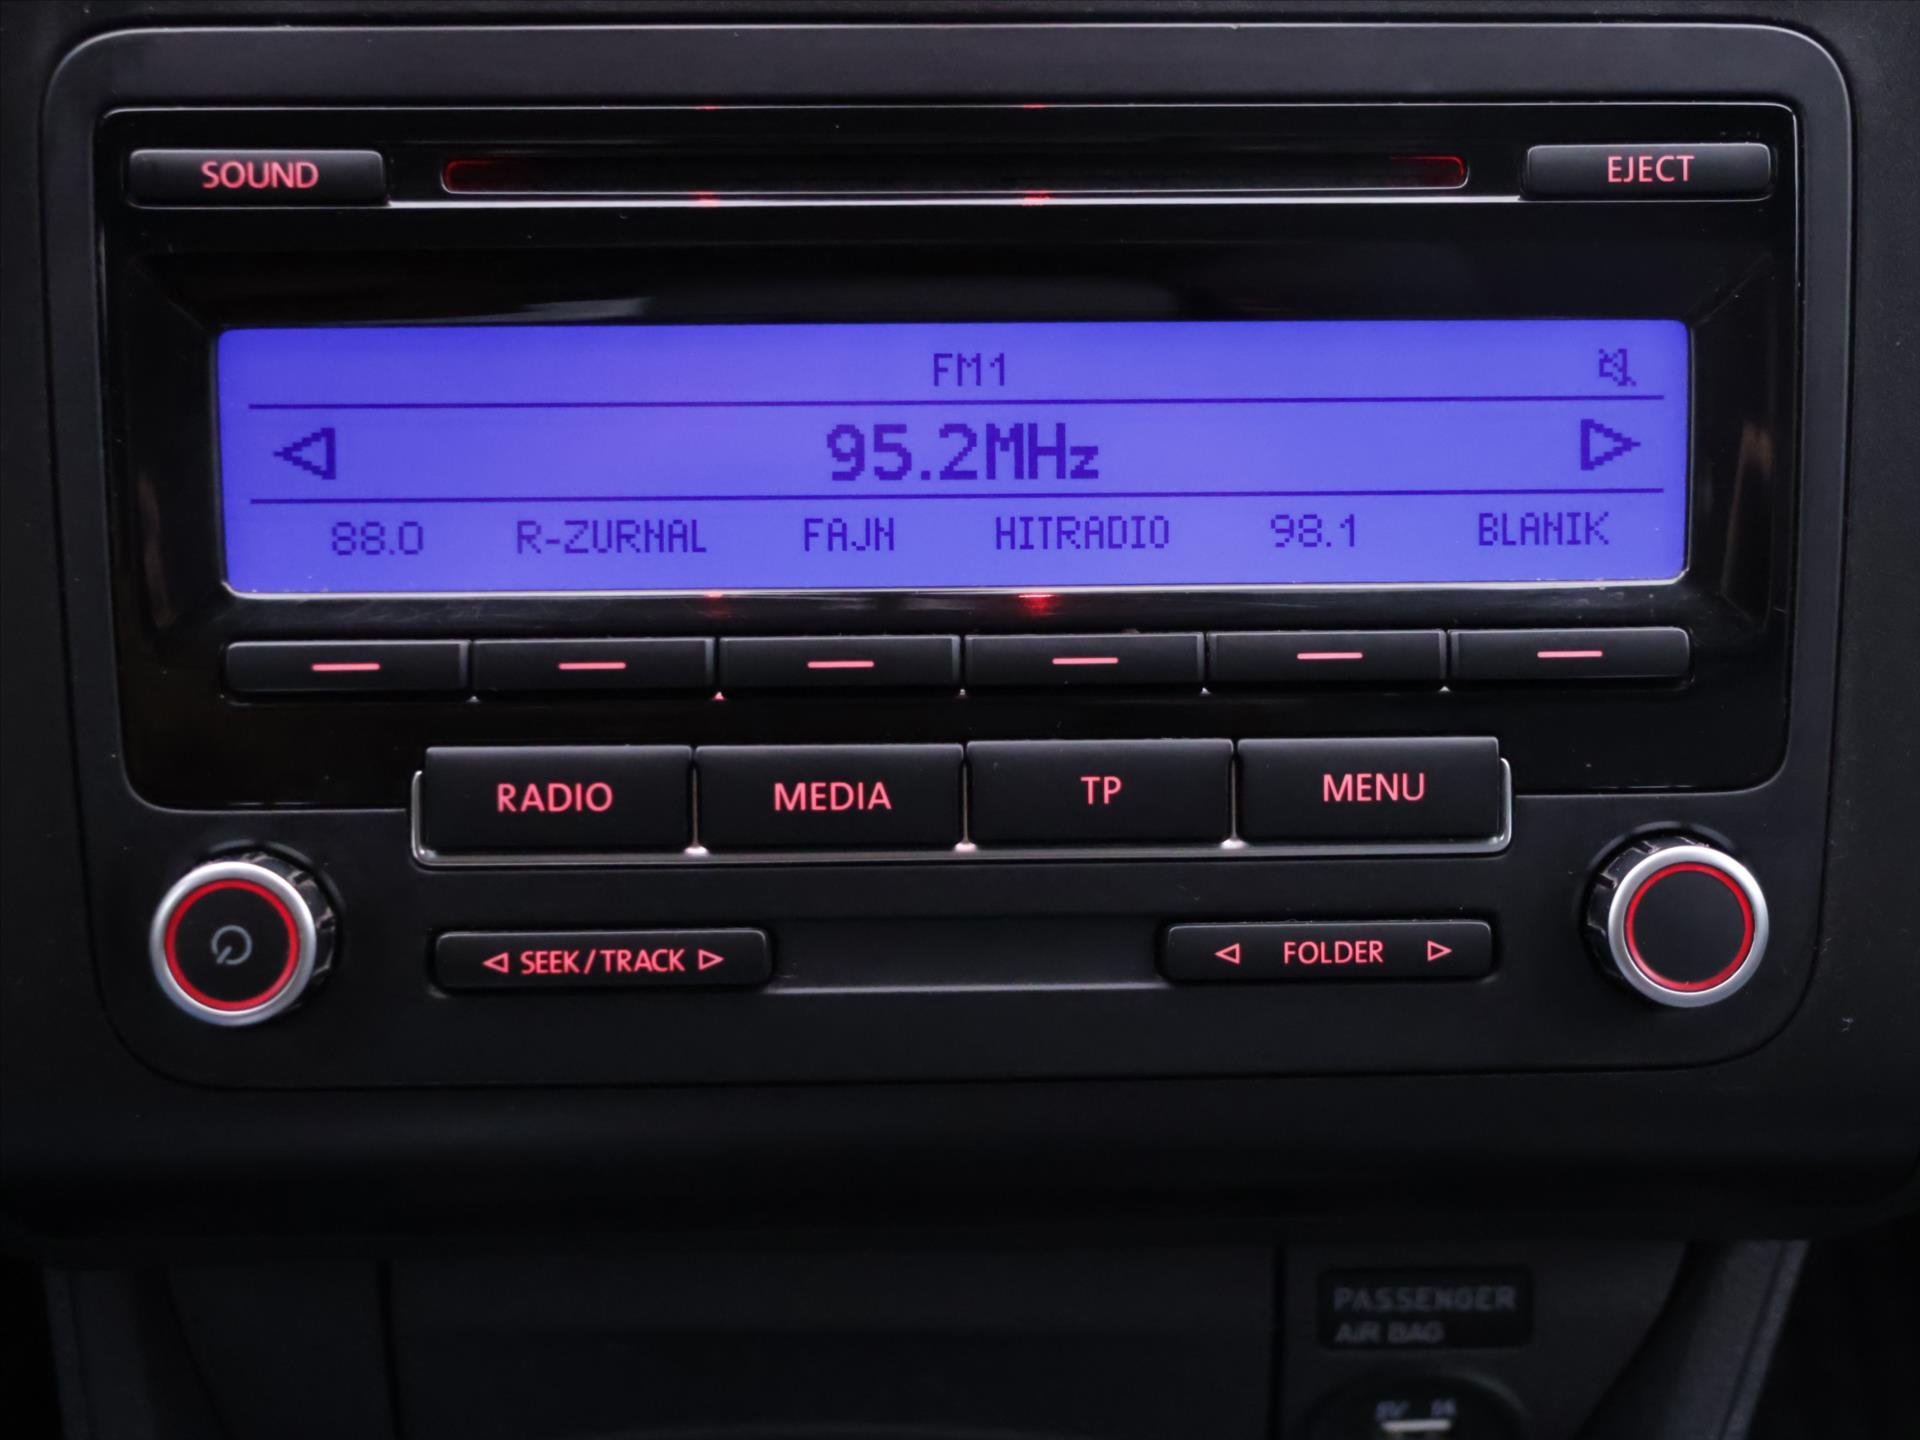 SOUND EJECT
FM1
95.2MHz
88.0 R-ZURNAL FAJN HITRADIO 98.1 BLANIK
RADIO MEDIA TP MENU
SEEK/TRACK FOLDER
PASSENGER
AIR BAG